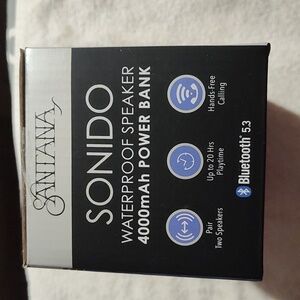 SANTANA
SONIDO
WATERPROOF SPEAKER
4000mAh POWER BANK
Pair
Two Speakers
Up to 20 Hrs
Playtime
Hands-Free
Calling
Bluetooth® 5.3